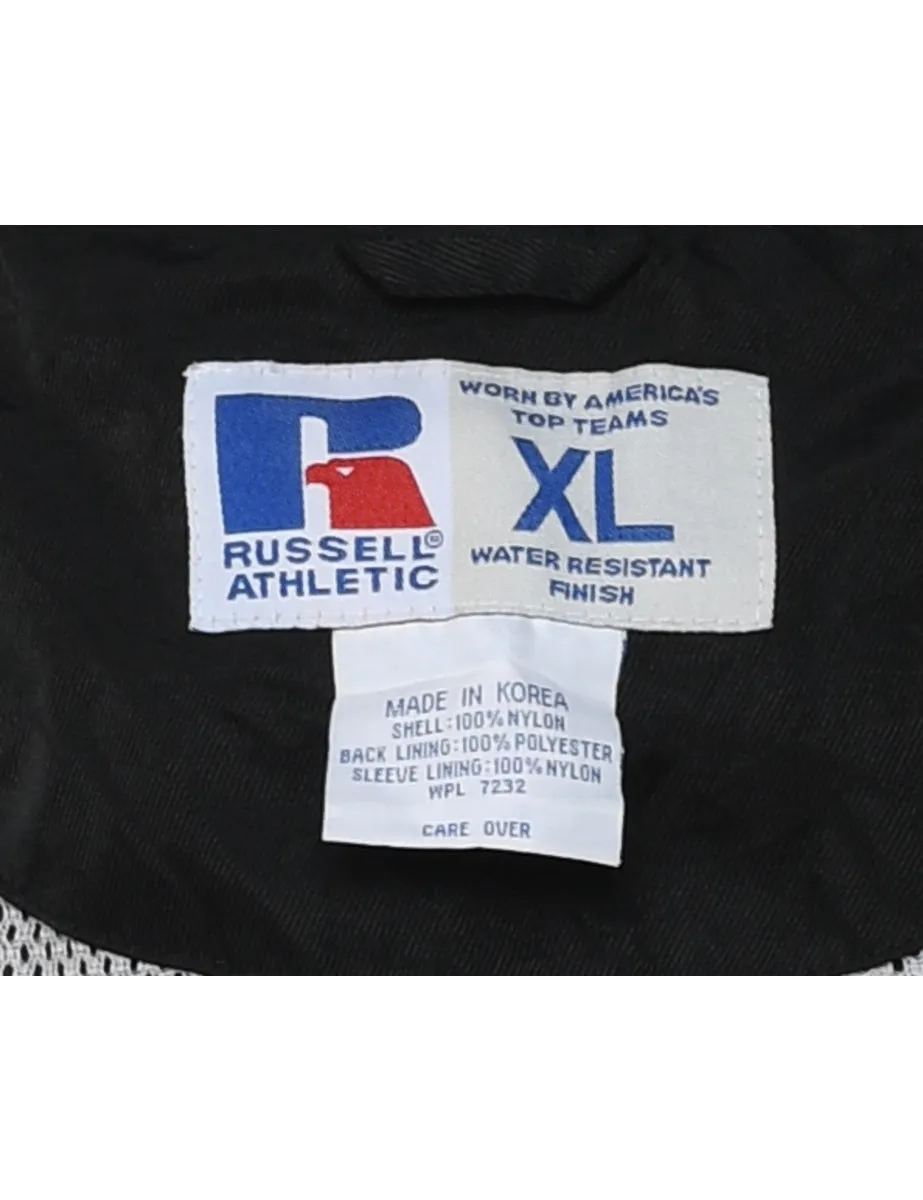 RUSSELL®
ATHLETIC
WORN BY AMERICA'S
TOP TEAMS
XL
WATER RESISTANT
FINISH
MADE IN KOREA
SHELL:100% NYLON
BACK LINING:100% POLYESTER
SLEEVE LINING:100% NYLON
WPL 7232
CARE OVER